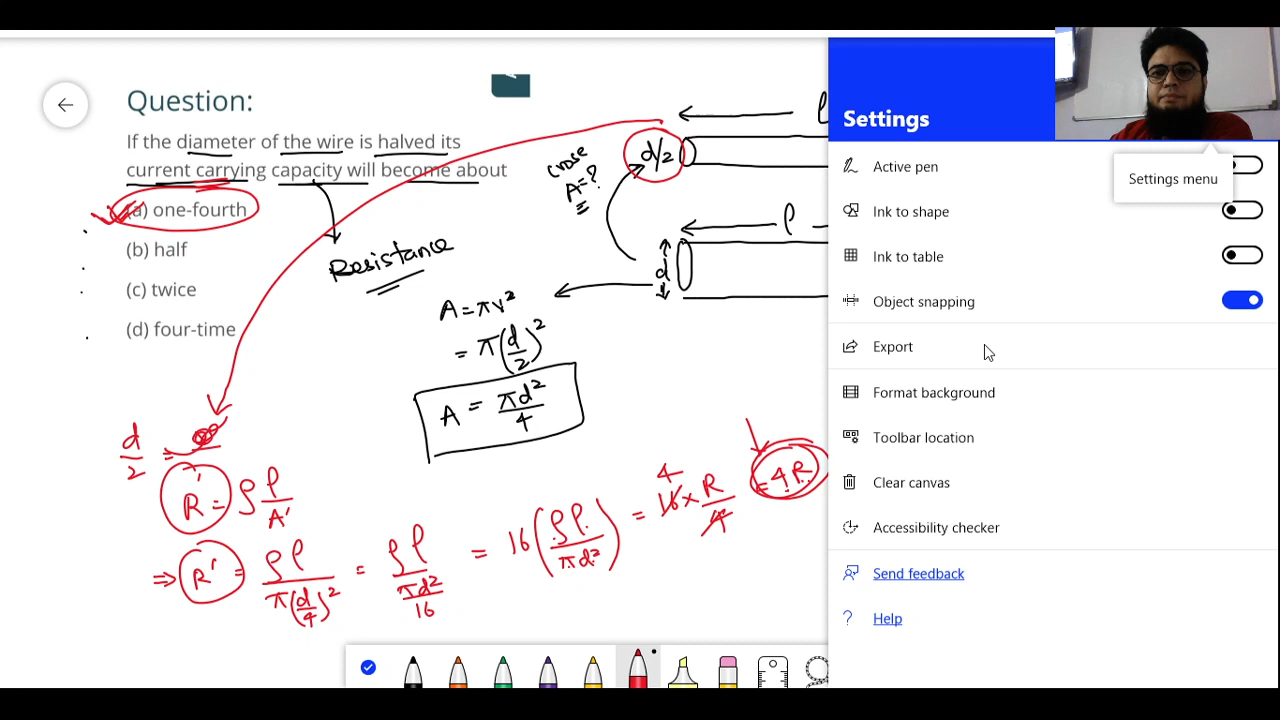 Question:
If the diameter of the wire is halved its
current carrying capacity will become about
(a) one-fourth
(b) half
(c) twice
(d) four-time
Resistance
crose
A=?
d/2
l
l
d
A = πr²
= π(d/2)²
A = πd²/4
d/2 =
R' = ρ l/A'
⇒ R' = ρl/π(d/4)² = ρl/πd²/16 = 16(ρl/πd²) = 4 16 × R/4 = 4R
Settings
Settings menu
Active pen
Ink to shape
Ink to table
Object snapping
Export
Format background
Toolbar location
Clear canvas
Accessibility checker
Send feedback
? Help